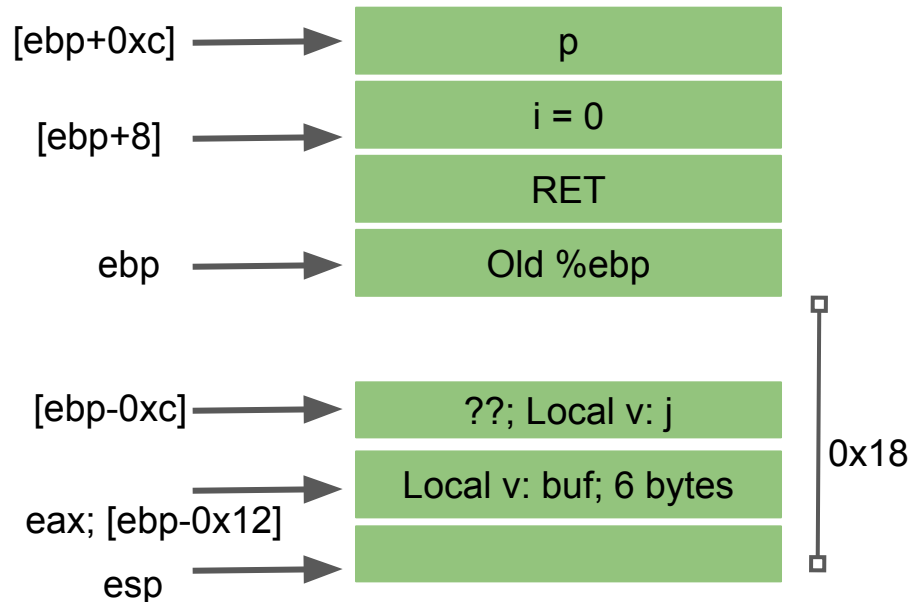 [ebp+0xc]
p
[ebp+8]
i = 0
RET
ebp
Old %ebp
[ebp-0xc]
??; Local v: j
0x18
Local v: buf; 6 bytes
eax; [ebp-0x12]
esp